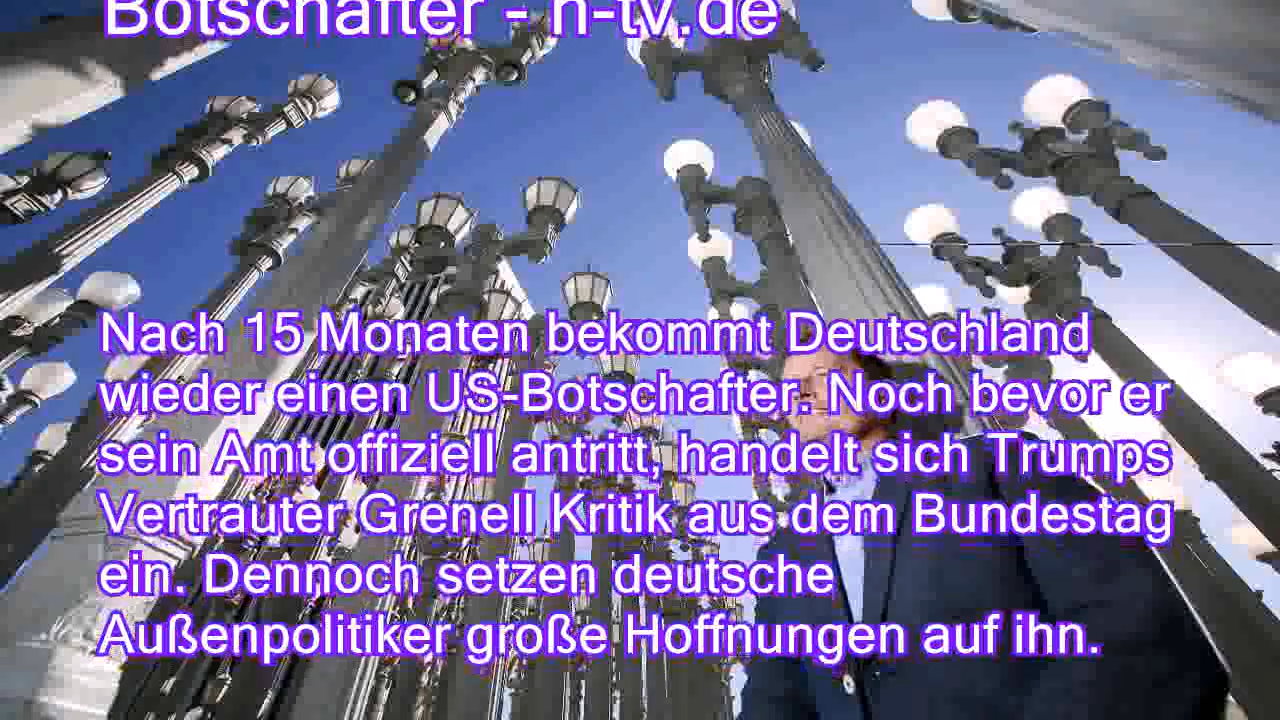 Botschafter - n-tv.de
Nach 15 Monaten bekommt Deutschland
wieder einen US-Botschafter. Noch bevor er
sein Amt offiziell antritt, handelt sich Trumps
Vertrauter Grenell Kritik aus dem Bundestag
ein. Dennoch setzen deutsche
Außenpolitiker große Hoffnungen auf ihn.